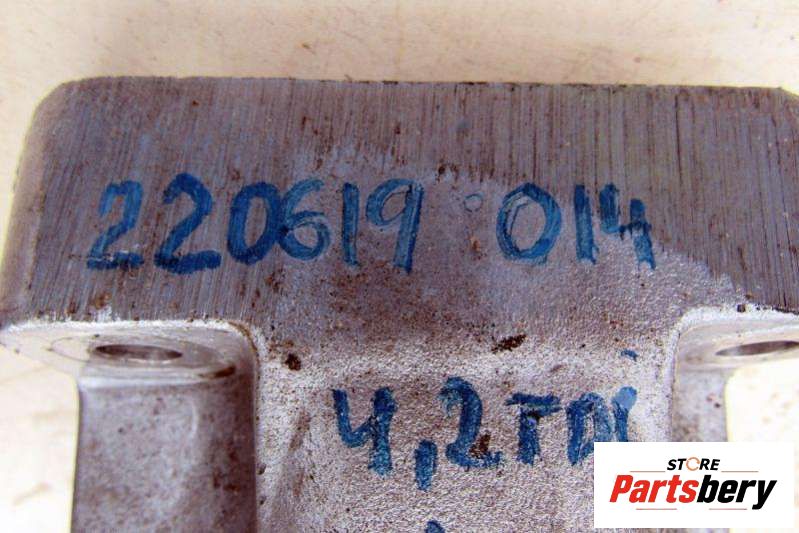 220619 014
4,2TDi
STORE
Partsbery